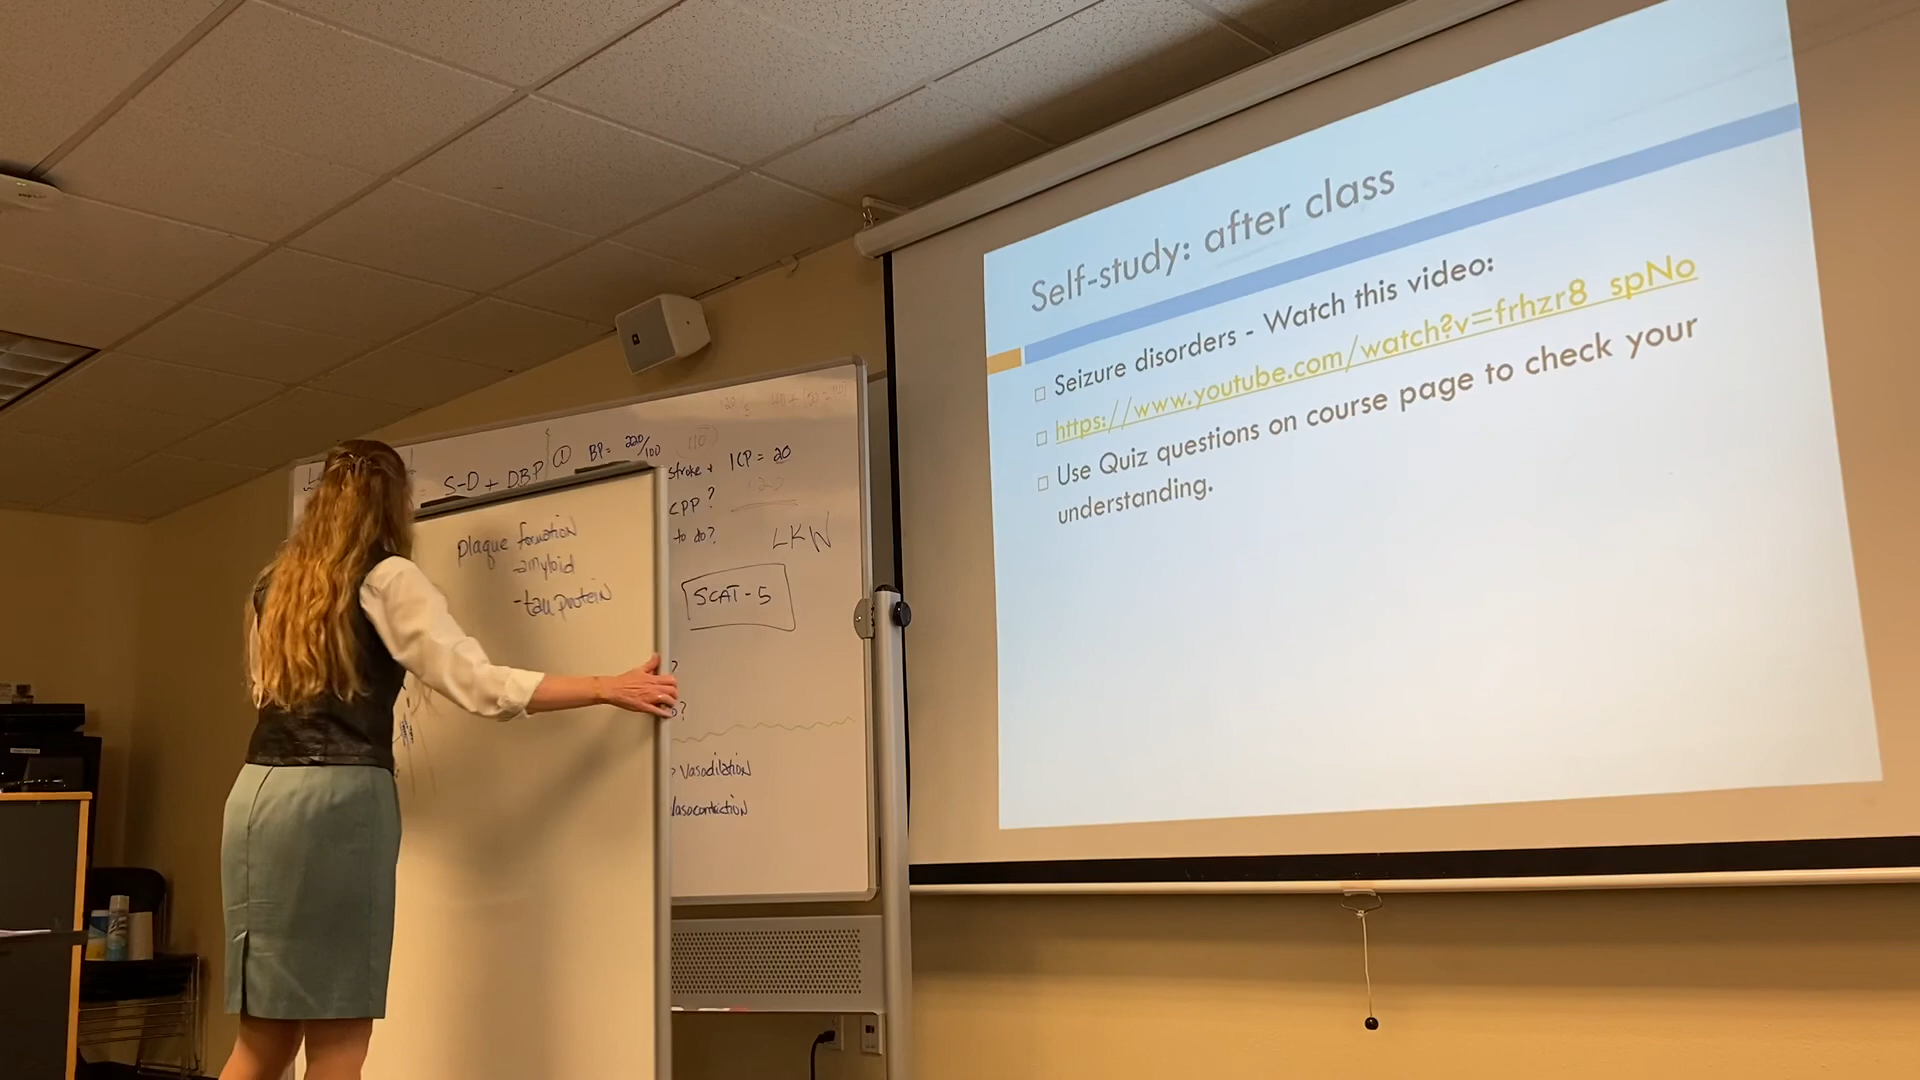 S-D + DBP
① BP= 220/100
stroke + ICP = 20
CPP?
to do?
LKW
SCAT-5
plaque formation
-amyloid
-tau protein
? Vasodilation
Vasocontriction
Self-study: after class
Seizure disorders - Watch this video:
https://www.youtube.com/watch?v=frhzr8_spNo
Use Quiz questions on course page to check your
understanding.